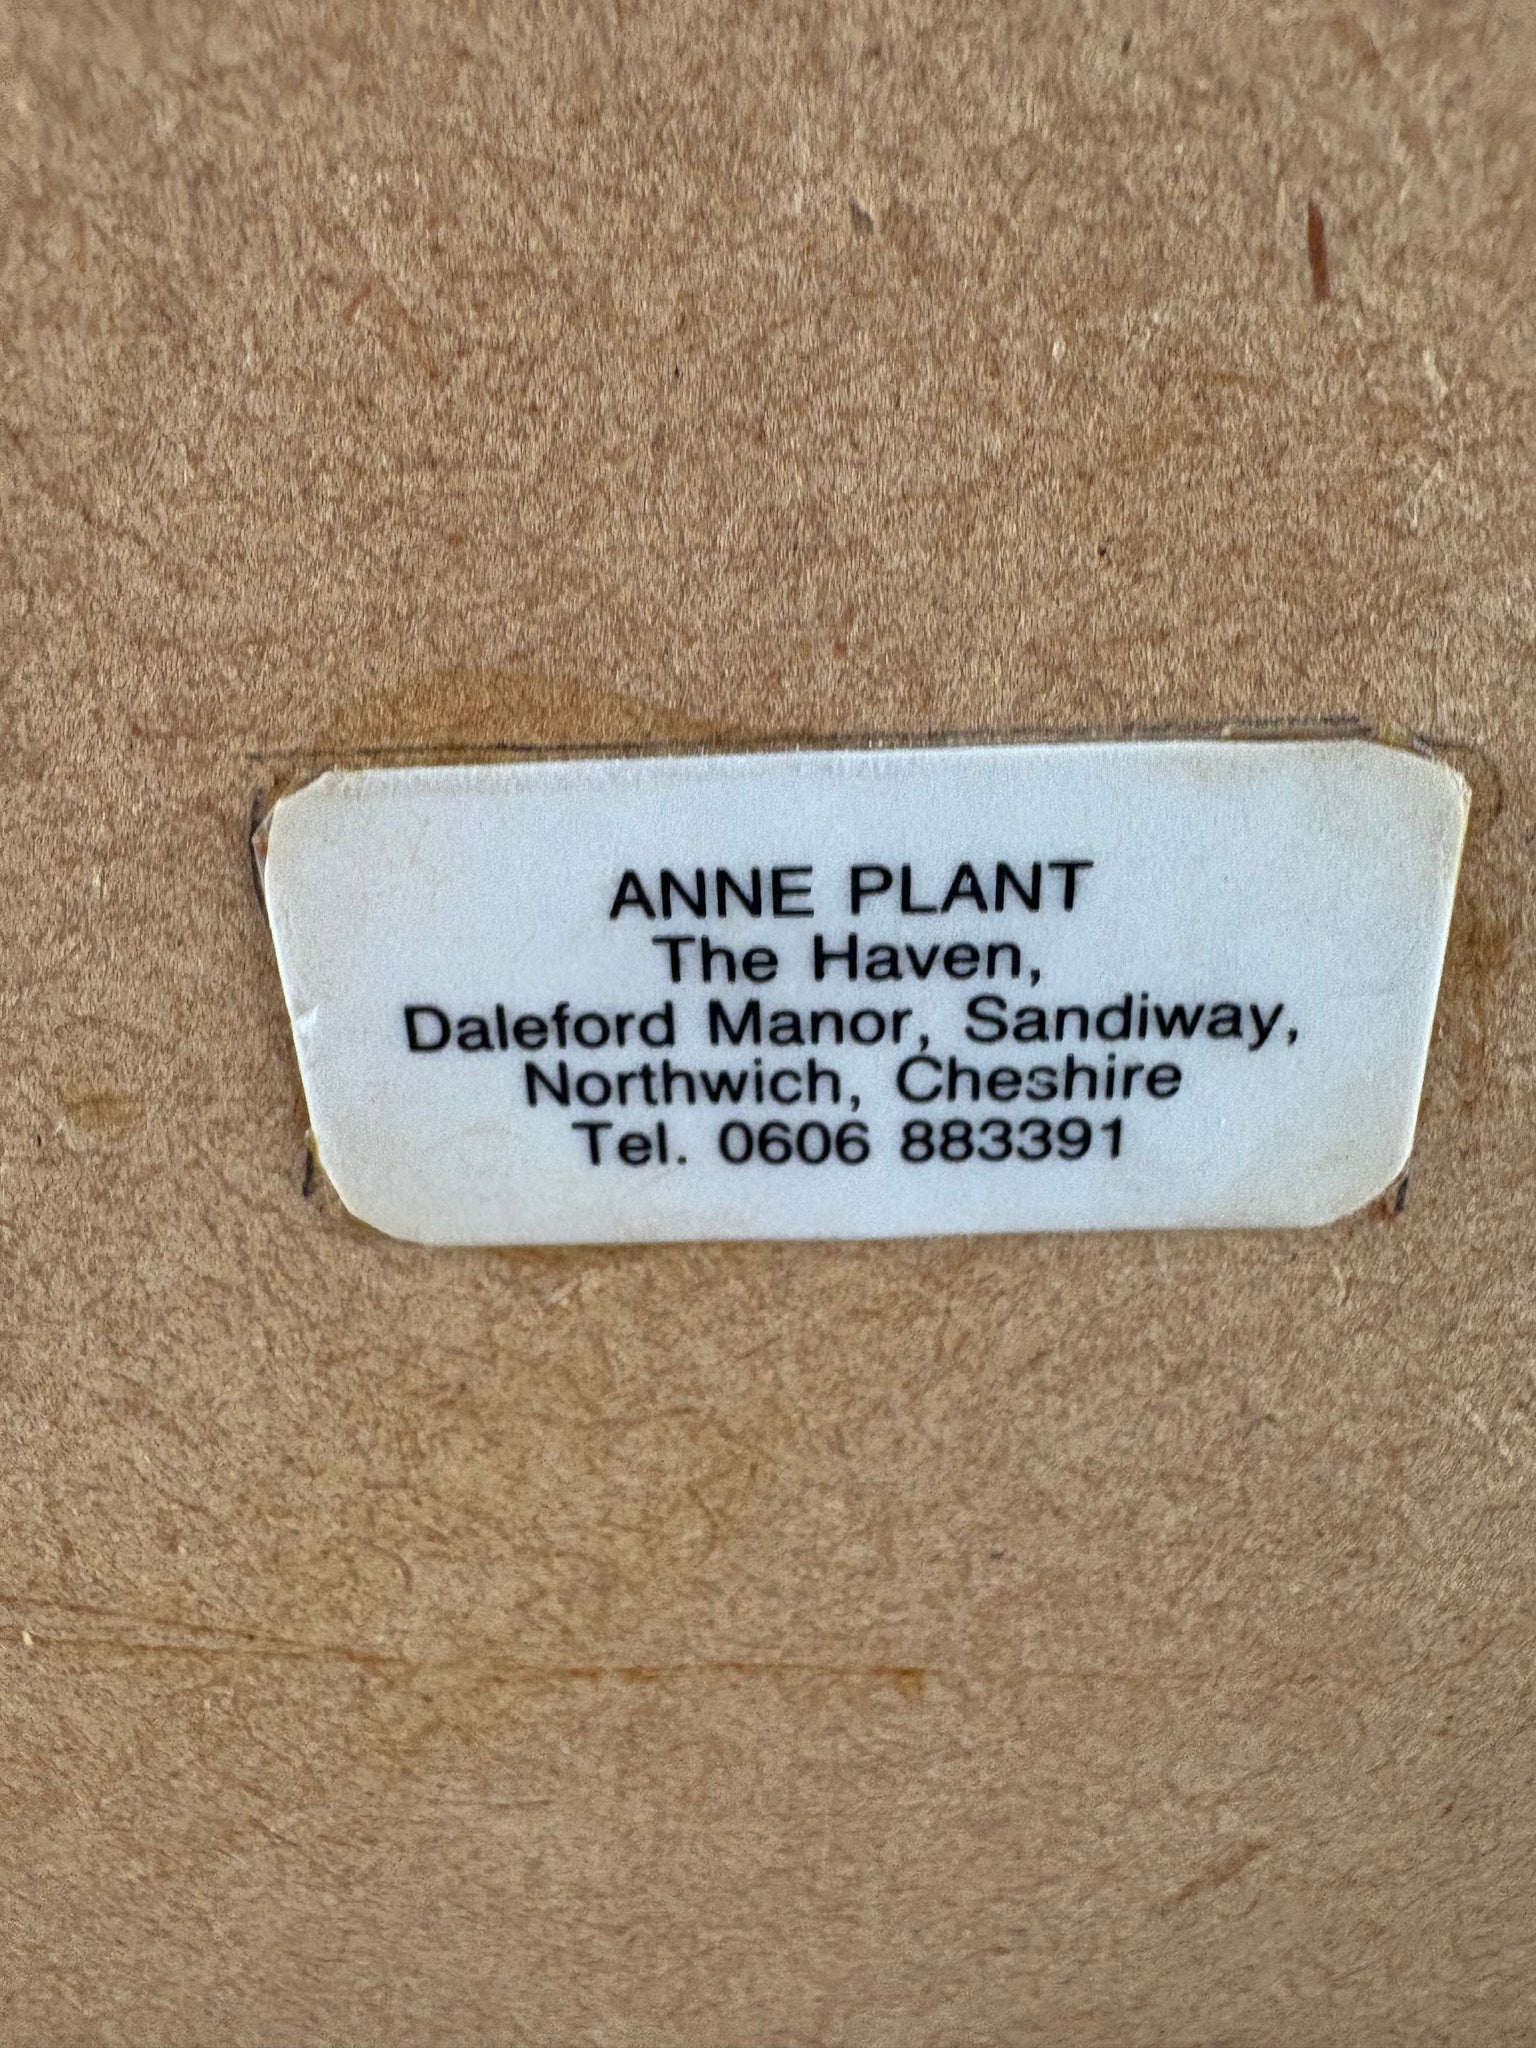 ANNE PLANT
The Haven,
Daleford Manor, Sandiway,
Northwich, Cheshire
Tel. 0606 883391